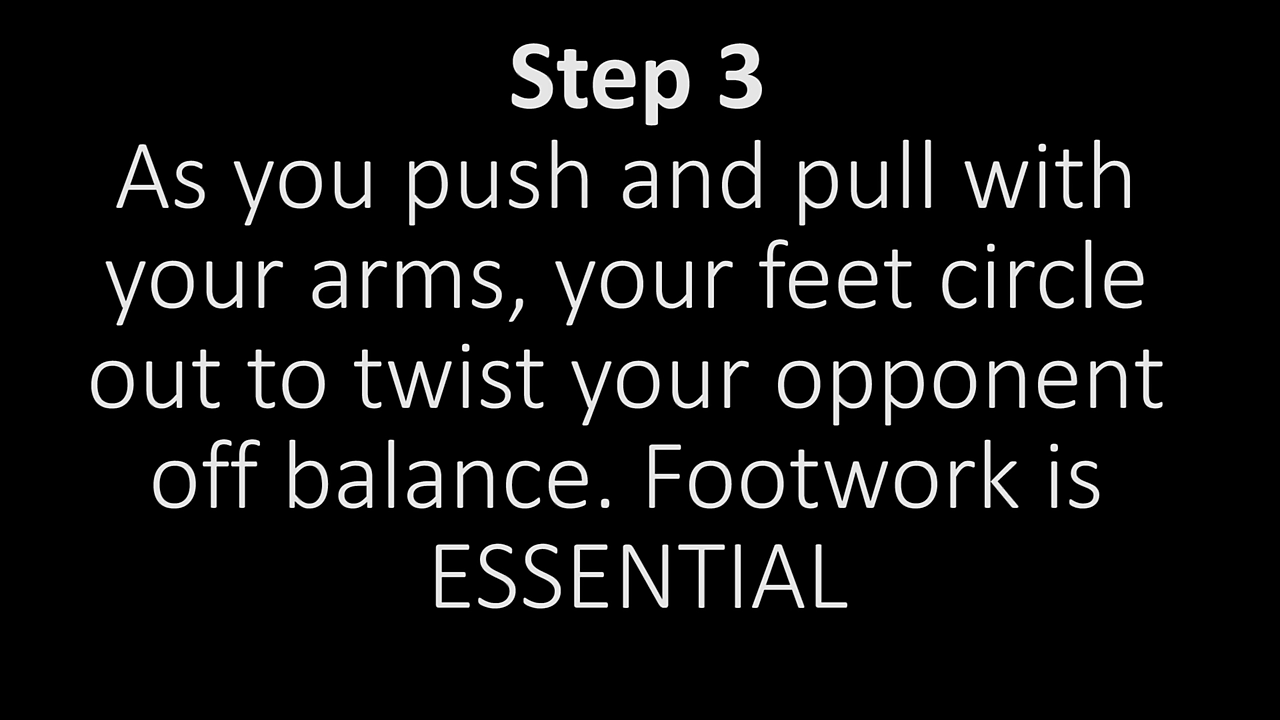 Step 3
As you push and pull with
your arms, your feet circle
out to twist your opponent
off balance. Footwork is
ESSENTIAL